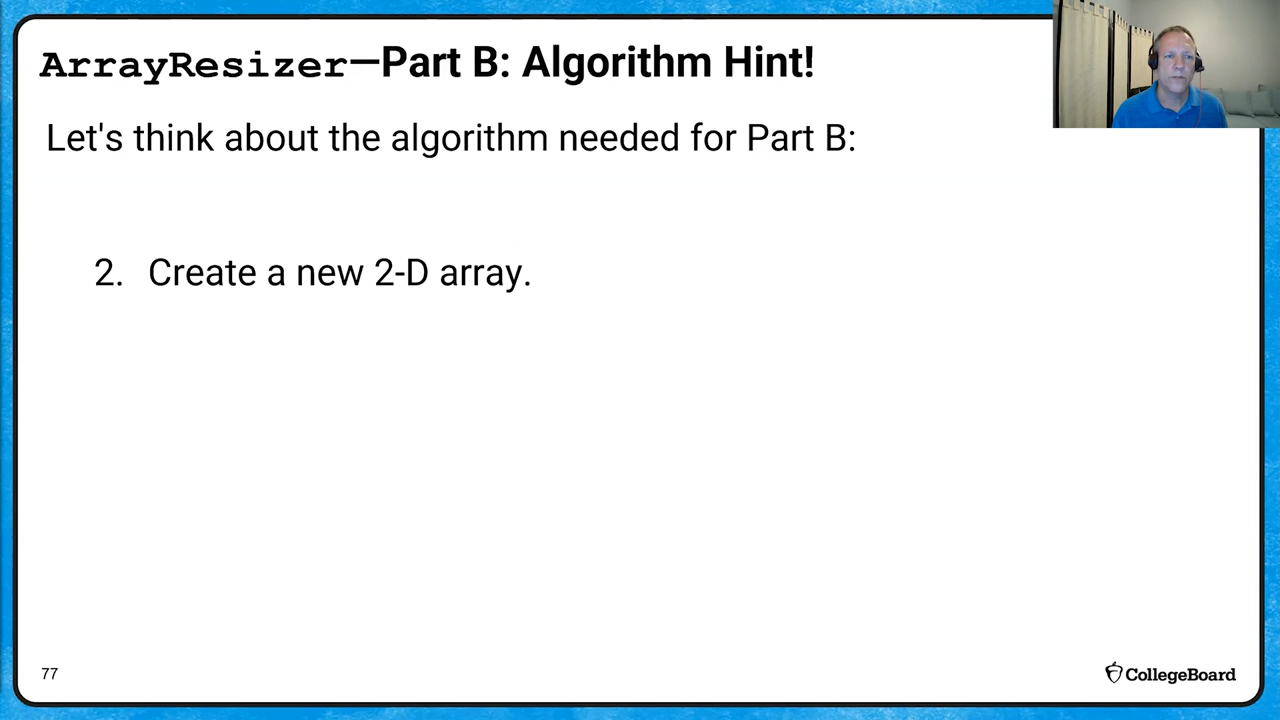 ArrayResizer—Part B: Algorithm Hint!
Let's think about the algorithm needed for Part B:
2. Create a new 2-D array.
77
CollegeBoard